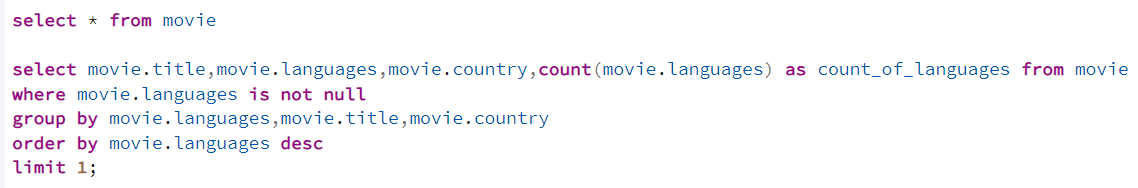 select * from movie
select movie.title,movie.languages,movie.country,count(movie.languages) as count_of_languages from movie
where movie.languages is not null
group by movie.languages,movie.title,movie.country
order by movie.languages desc
limit 1;